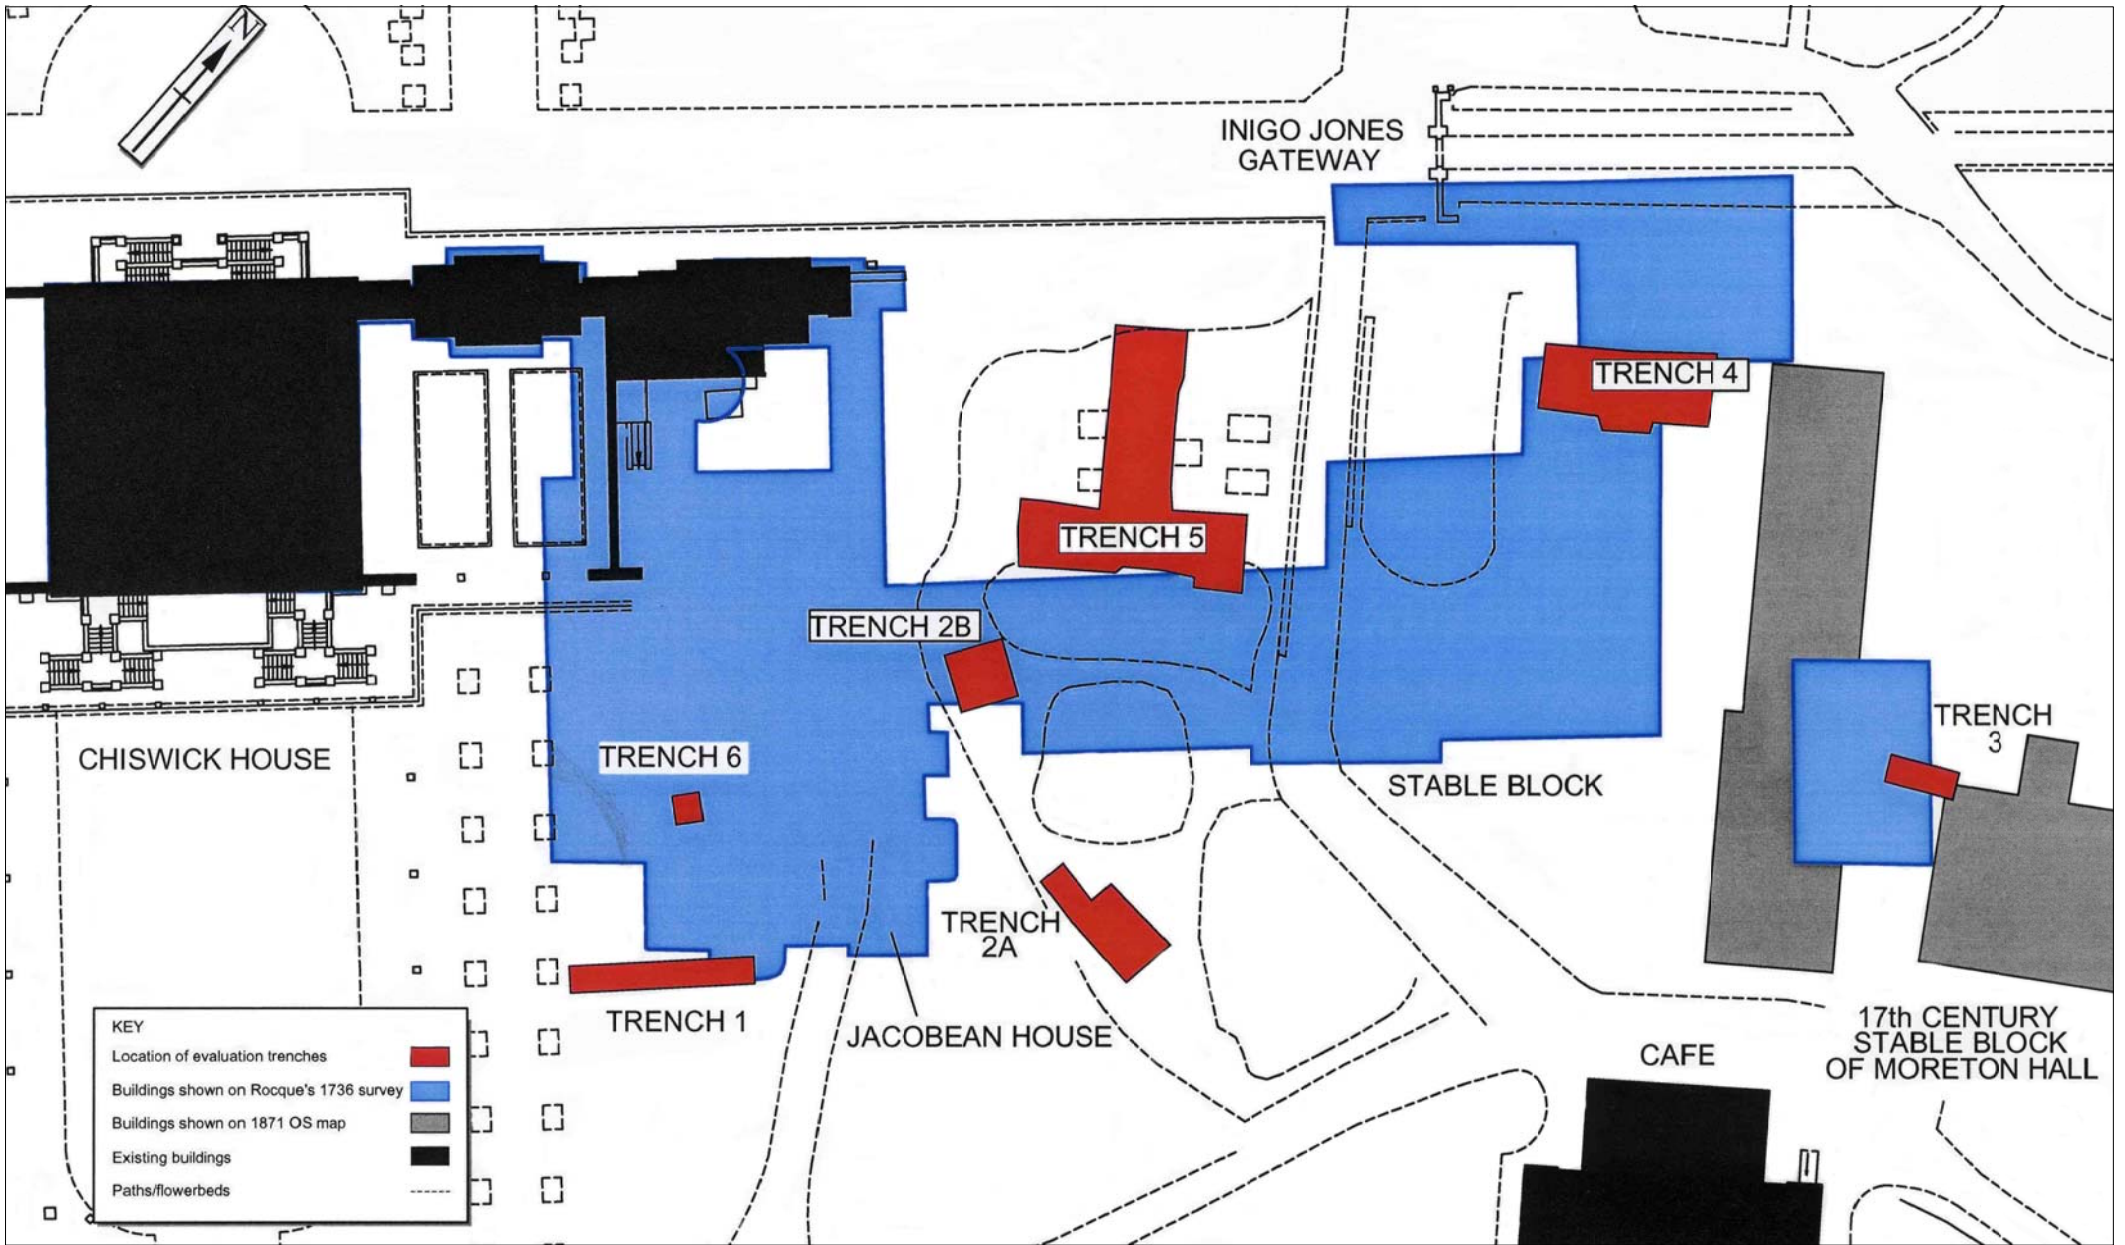 N
INIGO JONES
GATEWAY
TRENCH 4
TRENCH 5
TRENCH 2B
TRENCH
3
TRENCH 6
CHISWICK HOUSE
STABLE BLOCK
TRENCH
2A
TRENCH 1
JACOBEAN HOUSE
17th CENTURY
STABLE BLOCK
OF MORETON HALL
CAFE
KEY
Location of evaluation trenches
Buildings shown on Rocque's 1736 survey
Buildings shown on 1871 OS map
Existing buildings
Paths/flowerbeds